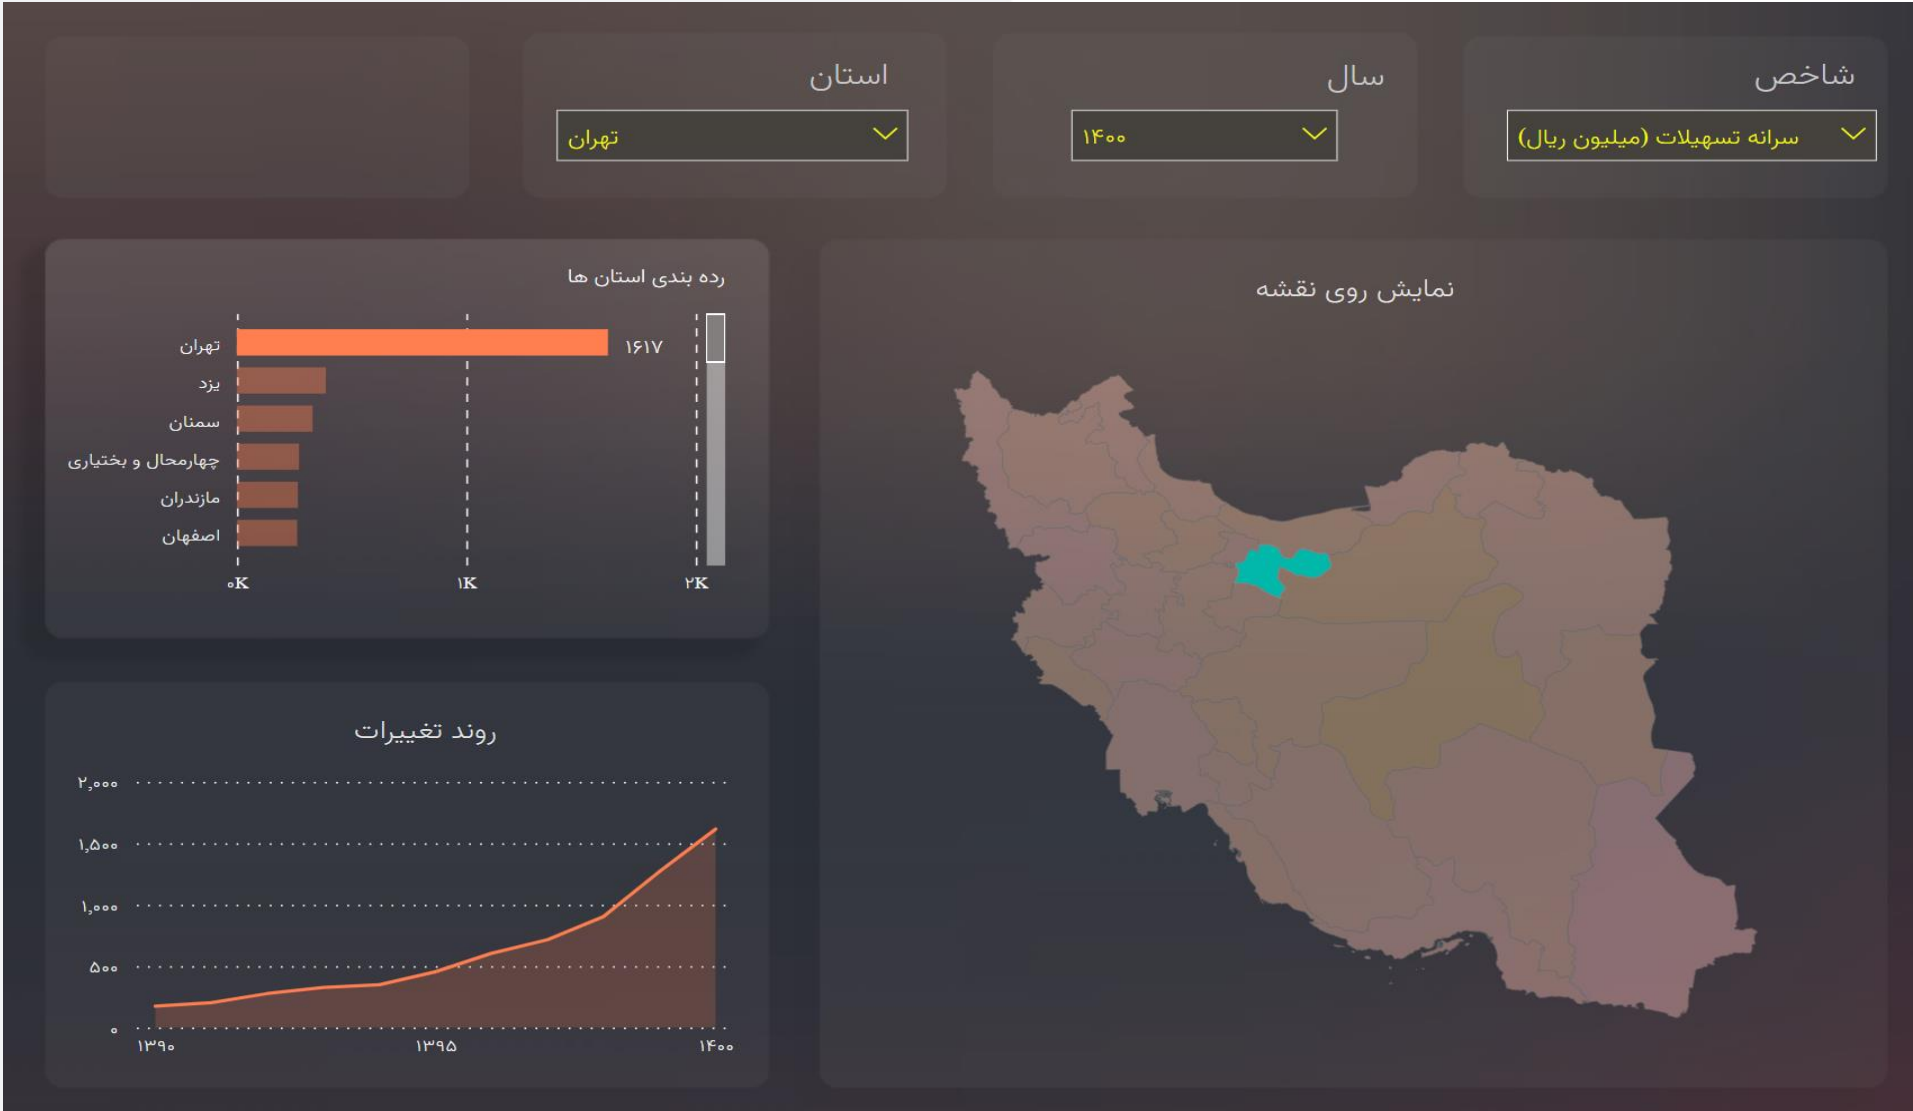 شاخص
سرانه تسهیلات (میلیون ریال)
سال
۱۴۰۰
استان
تهران
نمایش روی نقشه
رده بندی استان ها
تهران
۱۶۱۷
یزد
سمنان
چهارمحال و بختیاری
مازندران
اصفهان
۰K ۱K ۲K
روند تغییرات
۲,۰۰۰
۱,۵۰۰
۱,۰۰۰
۵۰۰
۰
۱۳۹۰ ۱۳۹۵ ۱۴۰۰